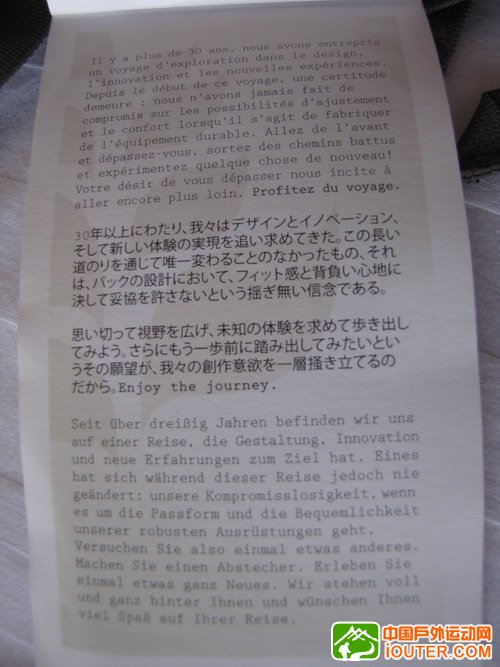 Il y a plus de 30 ans, nous avons entrepris
un voyage d'exploration dans le design,
l'innovation et les nouvelles expériences.
Depuis le début de ce voyage, une certitude
demeure : nous n'avons jamais fait de
compromis sur les possibilités d'ajustement
et le confort lorsqu'il s'agit de fabriquer
de l'équipement durable. Allez de l'avant
et dépassez-vous, sortez des chemins battus
et expérimentez quelque chose de nouveau!
Votre désir de vous dépasser nous incite à
aller encore plus loin. Profitez du voyage.
30年以上にわたり、我々はデザインとイノベーション、
そして新しい体験の実現を追い求めてきた。この長い
道のりを通じて唯一変わることのなかったもの、それ
は、パックの設計において、フィット感と背負い心地に
決して妥協を許さないという揺ぎ無い信念である。
思い切って視野を広げ、未知の体験を求めて歩き出し
てみよう。さらにもう一歩前に踏み出してみたいとい
うその願望が、我々の創作意欲を一層掻き立てるの
だから。Enjoy the journey.
Seit über dreißig Jahren befinden wir uns
auf einer Reise, die Gestaltung, Innovation
und neue Erfahrungen zum Ziel hat. Eines
hat sich während dieser Reise jedoch nie
geändert: unsere Kompromisslosigkeit, wenn
es um die Passform und die Bequemlichkeit
unserer robusten Ausrüstungen geht.
Versuchen Sie also einmal etwas anderes.
Machen Sie einen Abstecher. Erleben Sie
einmal etwas ganz Neues. Wir stehen voll
und ganz hinter Ihnen und wünschen Ihnen
viel Spaß auf Ihrer Reise.
中国户外运动网
iOUTER.COM